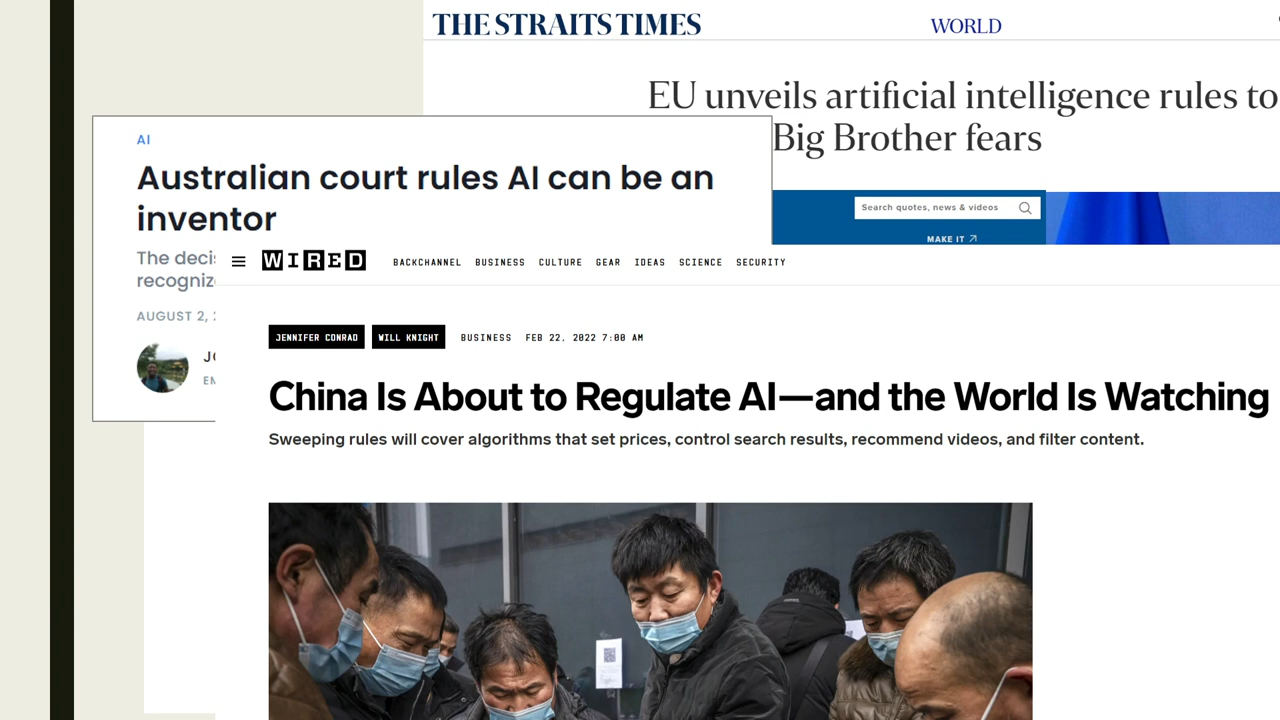 THE STRAITS TIMES
WORLD
EU unveils artificial intelligence rules to
Big Brother fears
Search quotes, news & videos
MAKE IT
AI
Australian court rules AI can be an
inventor
The
AUGUST 2,
WIRED
BACKCHANNEL BUSINESS CULTURE GEAR IDEAS SCIENCE SECURITY
JENNIFER CONRAD WILL KNIGHT BUSINESS FEB 22, 2022 7:00 AM
China Is About to Regulate AI—and the World Is Watching
Sweeping rules will cover algorithms that set prices, control search results, recommend videos, and filter content.